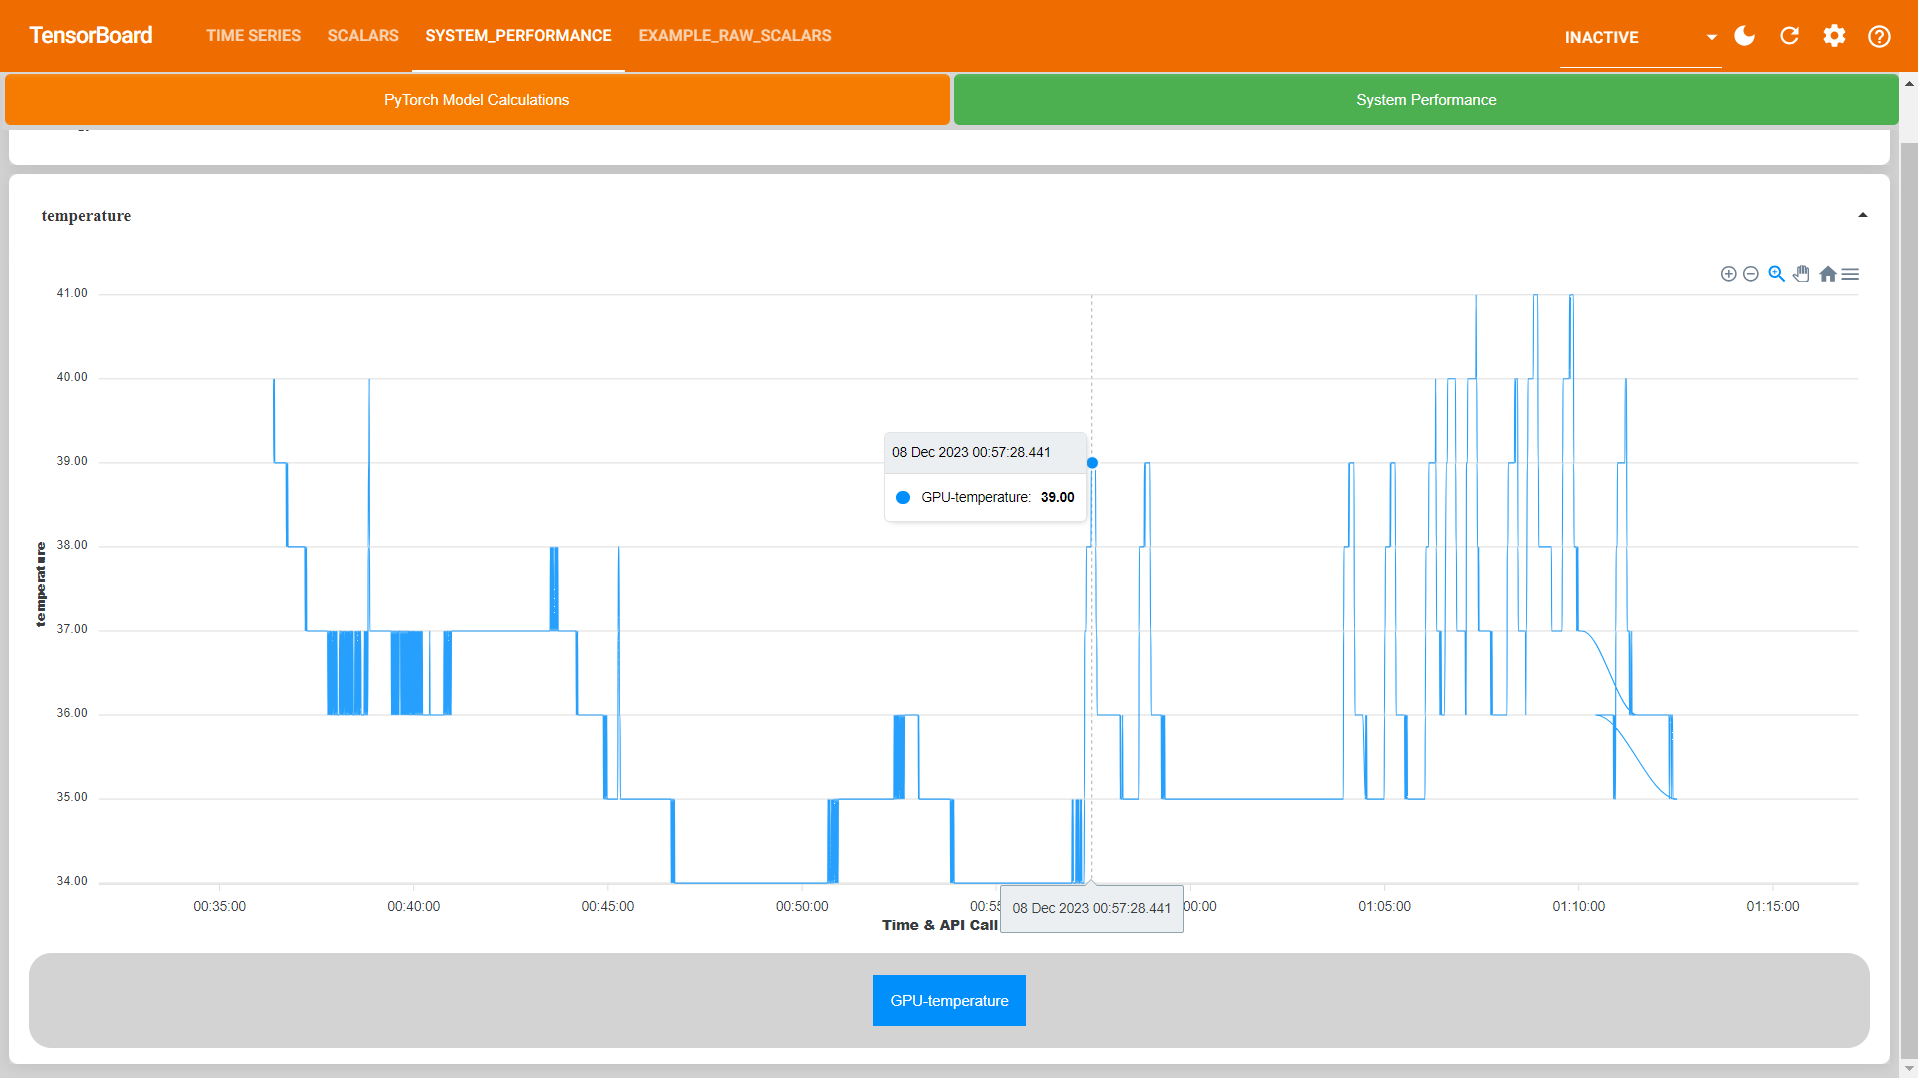 TensorBoard TIME SERIES SCALARS SYSTEM_PERFORMANCE EXAMPLE_RAW_SCALARS INACTIVE
PyTorch Model Calculations System Performance
temperature
41.00
40.00
39.00
38.00
37.00
36.00
35.00
34.00
temperature
08 Dec 2023 00:57:28.441
GPU-temperature: 39.00
00:35:00 00:40:00 00:45:00 00:50:00 00:55 00:00 01:05:00 01:10:00 01:15:00
08 Dec 2023 00:57:28.441
Time & API Call
GPU-temperature